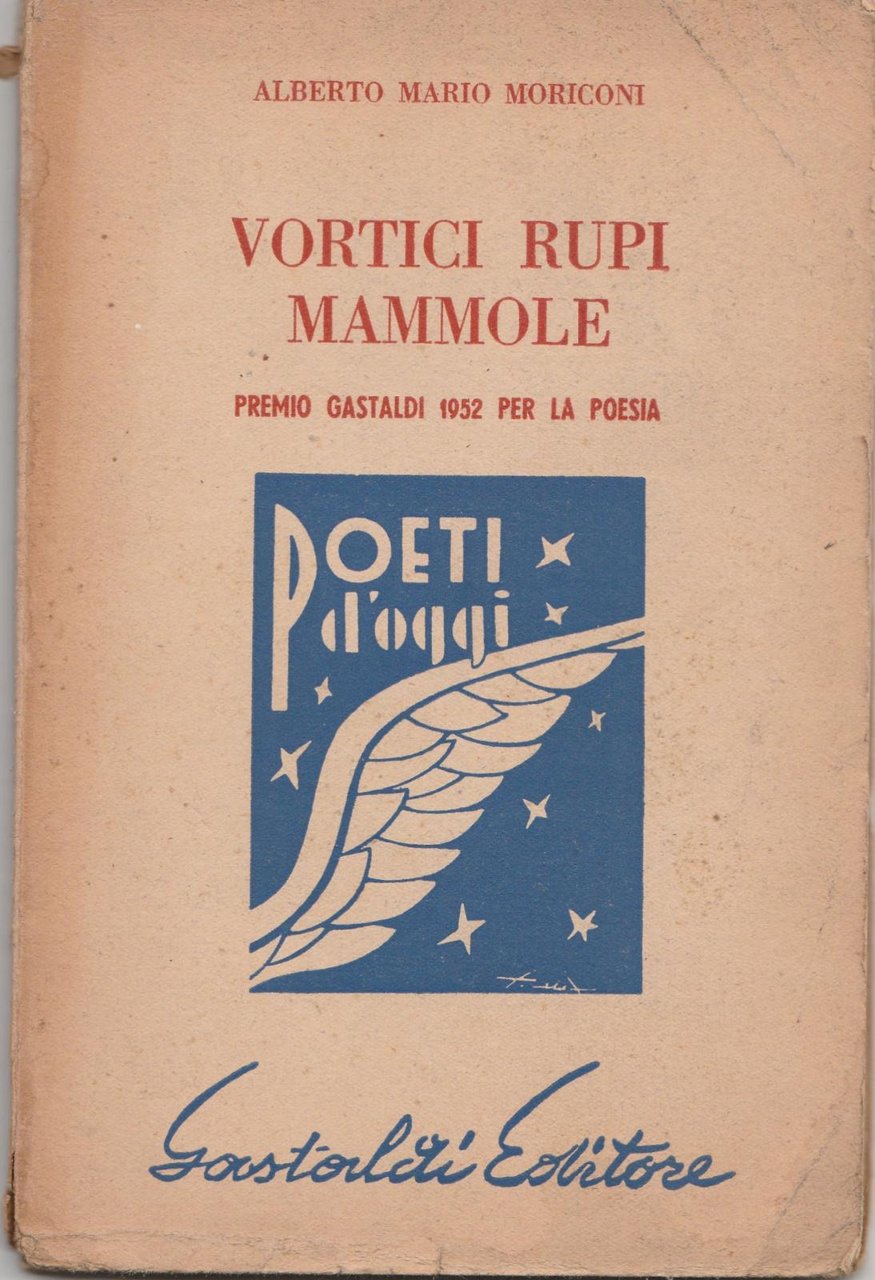 ALBERTO MARIO MORICONI
VORTICI RUPI
MAMMOLE
PREMIO GASTALDI 1952 PER LA POESIA
POETI
d'oggi
Gastaldi Editore